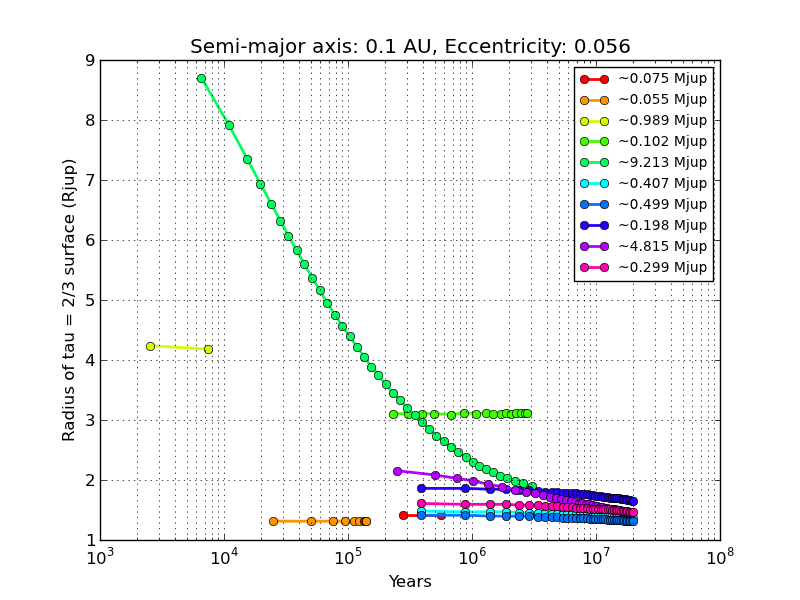 Semi-major axis: 0.1 AU, Eccentricity: 0.056
9
8
7
6
5
4
3
2
1
Radius of tau = 2/3 surface (Rjup)
~0.075 Mjup
~0.055 Mjup
~0.989 Mjup
~0.102 Mjup
~9.213 Mjup
~0.407 Mjup
~0.499 Mjup
~0.198 Mjup
~4.815 Mjup
~0.299 Mjup
10³ 10⁴ 10⁵ 10⁶ 10⁷ 10⁸
Years